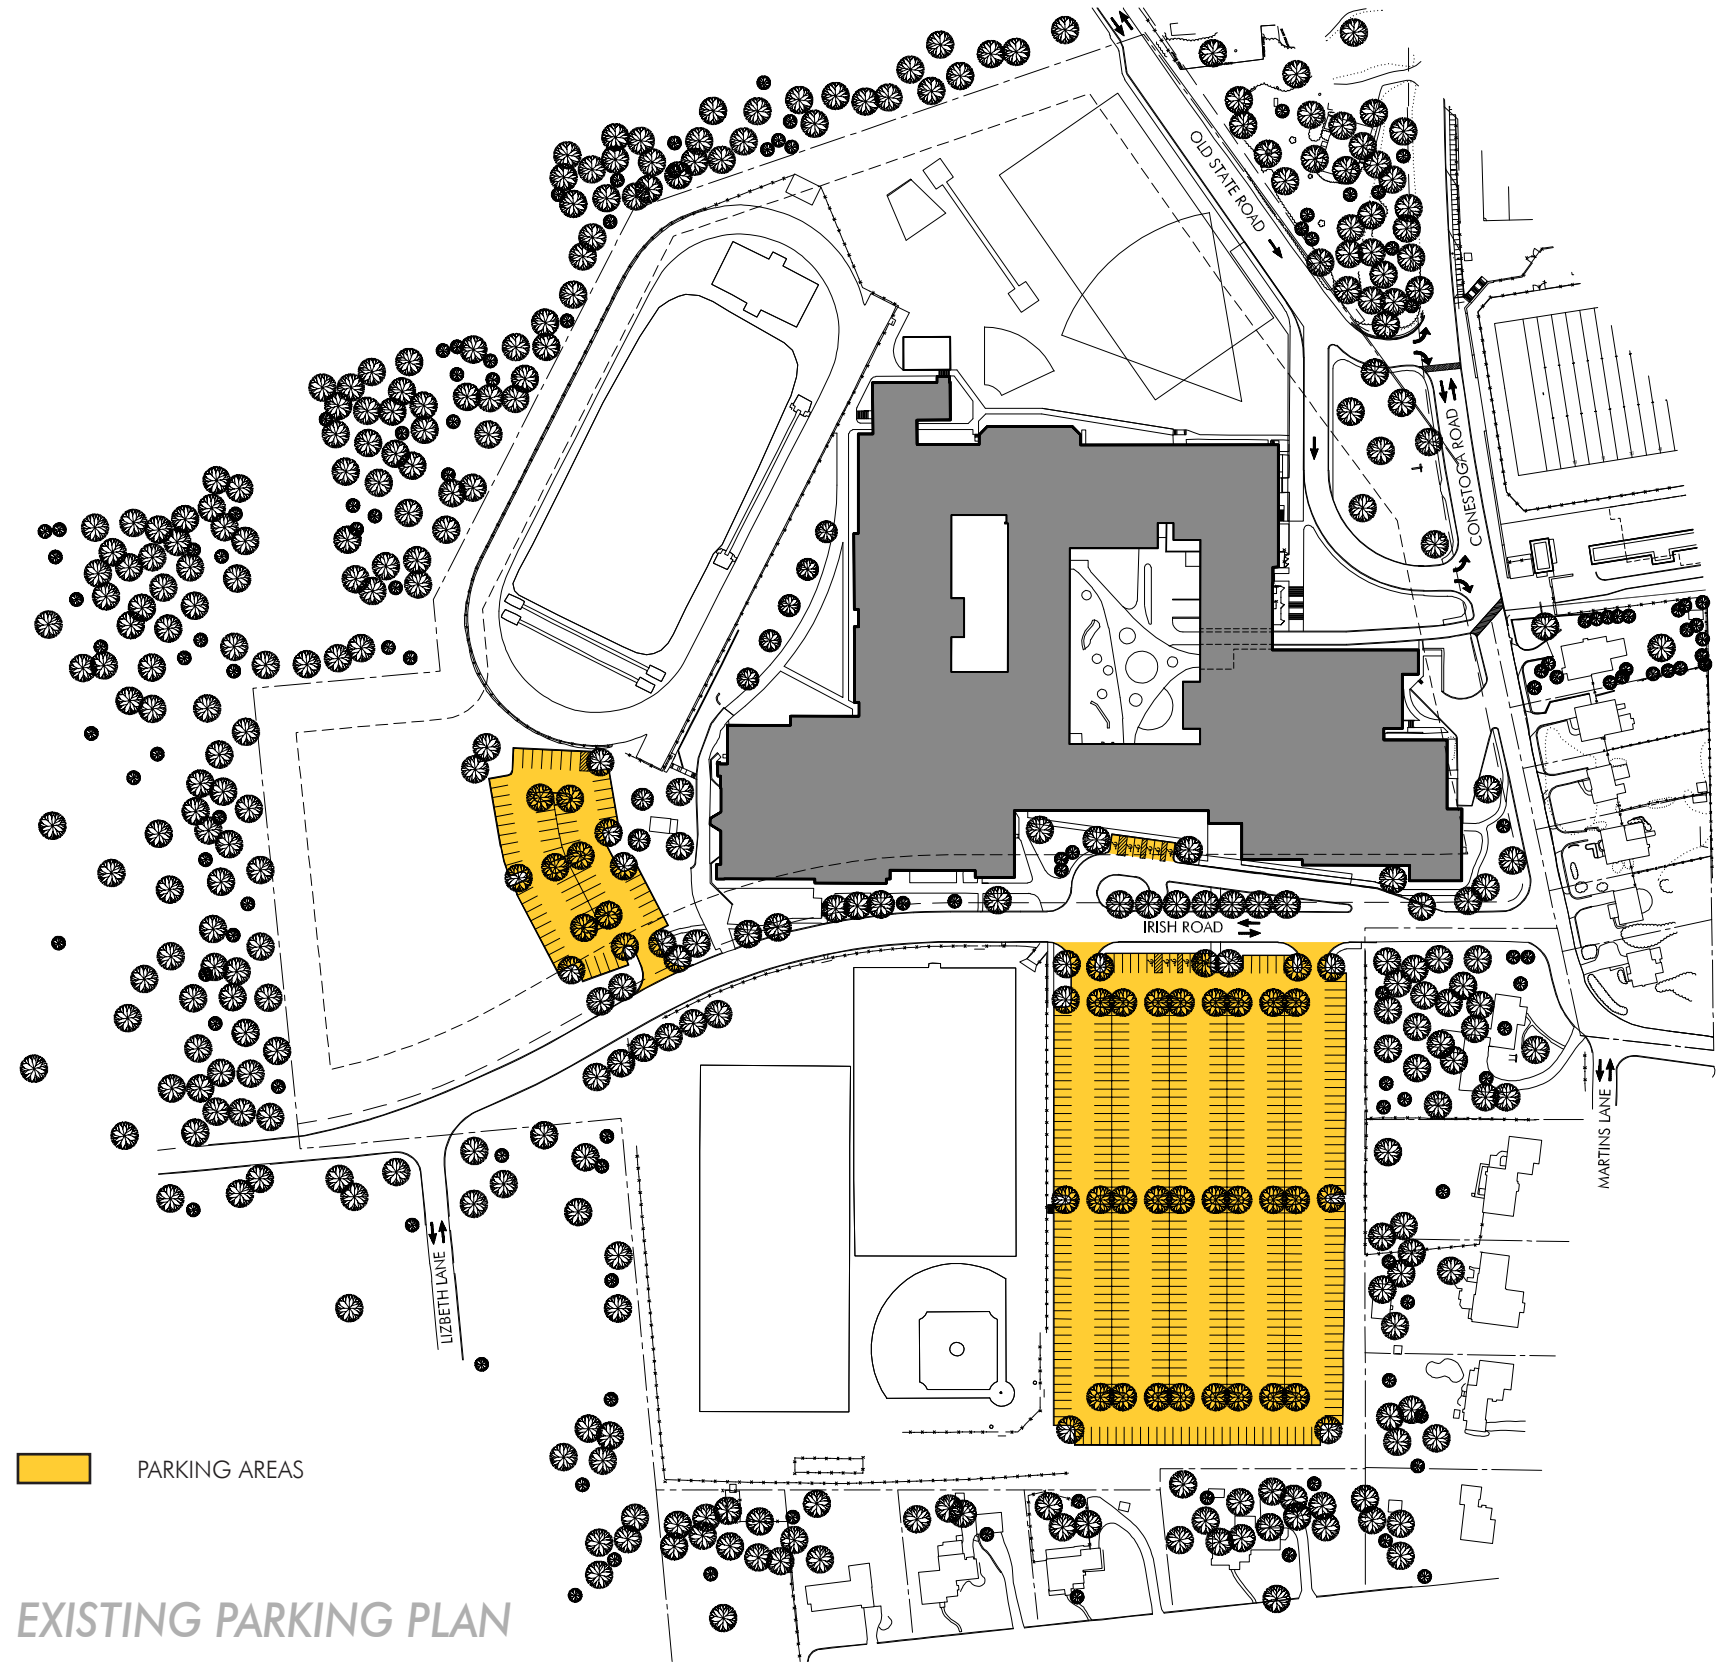 OLD STATE ROAD
CONESTOGA ROAD
IRISH ROAD
MARTINS LANE
LIZBETH LANE
PARKING AREAS
EXISTING PARKING PLAN